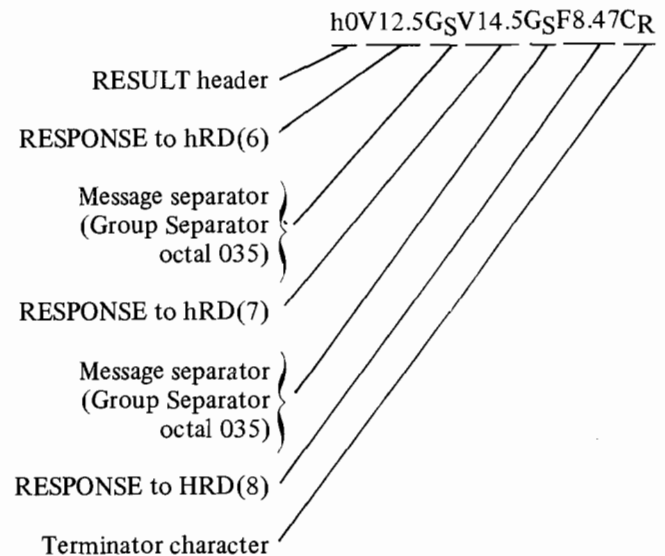 h0V12.5GSV14.5GSF8.47CR
RESULT header
RESPONSE to hRD(6)
Message separator
(Group Separator
octal 035)
RESPONSE to hRD(7)
Message separator
(Group Separator
octal 035)
RESPONSE to HRD(8)
Terminator character